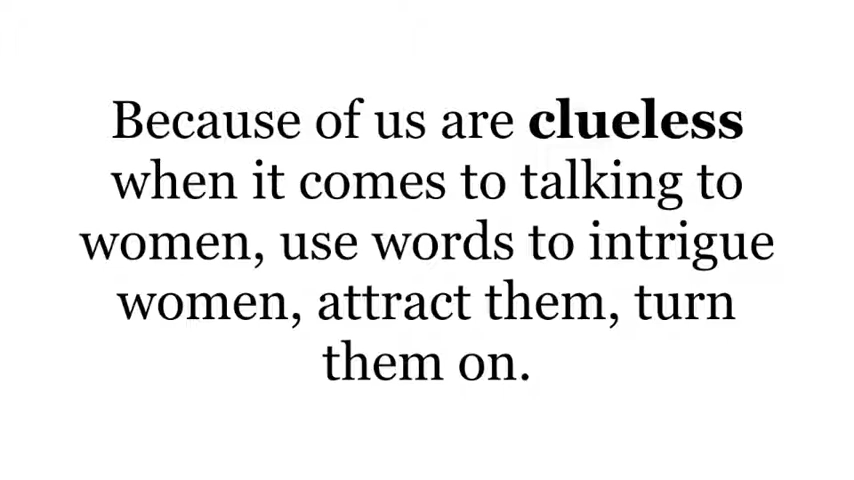 Because of us are clueless
when it comes to talking to
women, use words to intrigue
women, attract them, turn
them on.